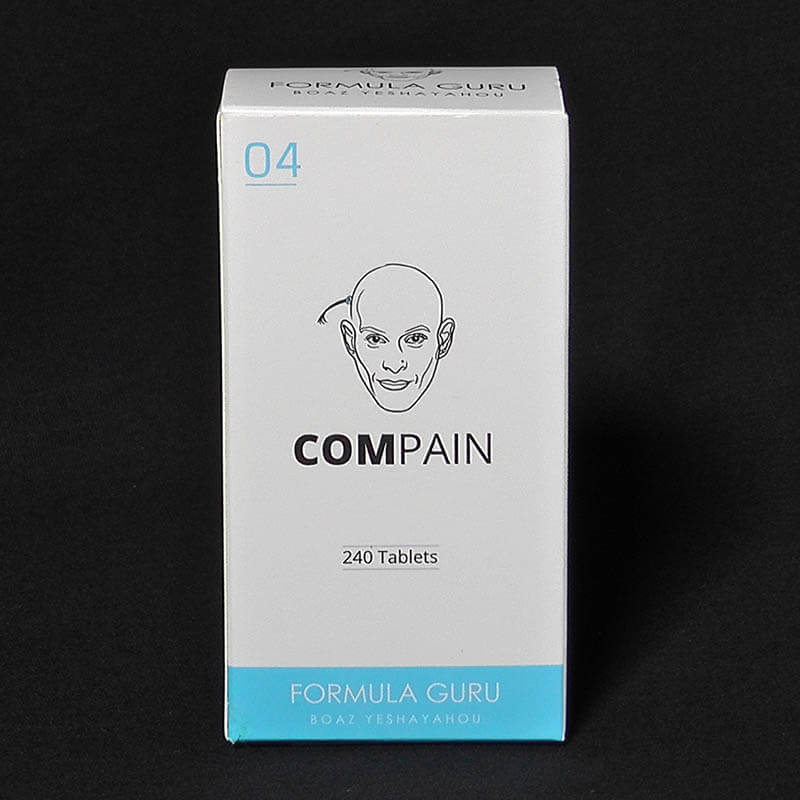 FORMULA GURU
BOAZ YESHAYAHOU
04
COMPAIN
240 Tablets
FORMULA GURU
BOAZ YESHAYAHOU